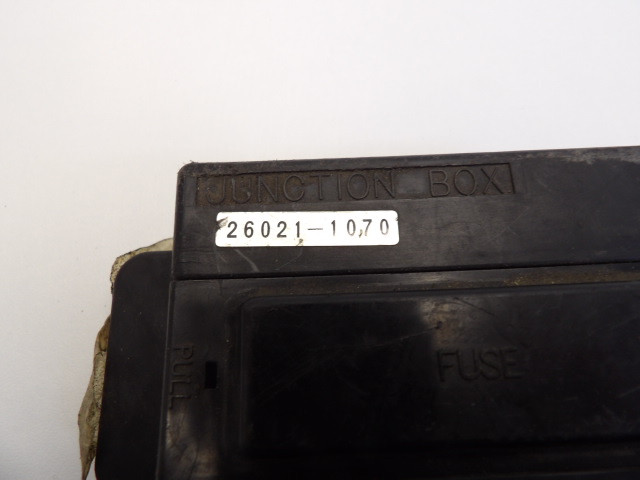 JUNCTION BOX
26021-1070
FUSE
PULL